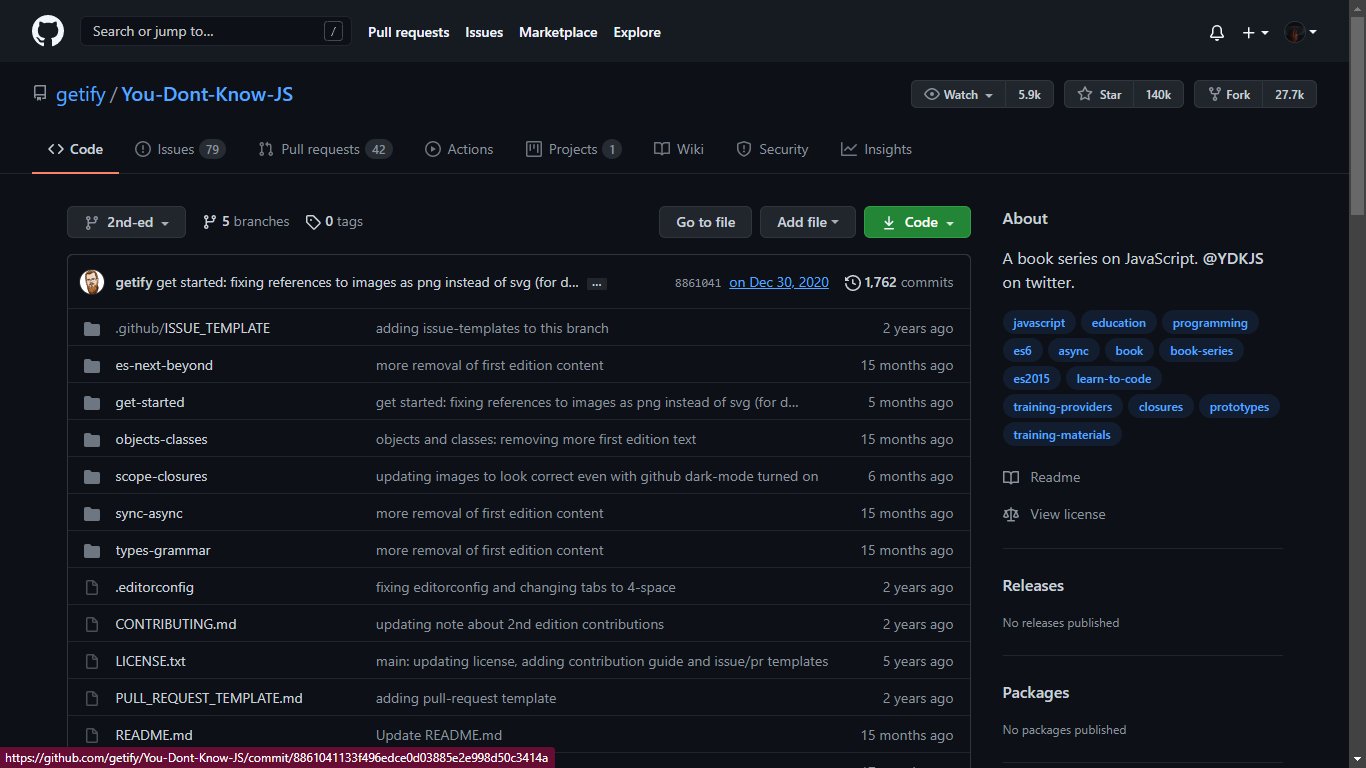 Search or jump to... / Pull requests Issues Marketplace Explore
getify / You-Dont-Know-JS Watch 5.9k Star 140k Fork 27.7k
Code Issues 79 Pull requests 42 Actions Projects 1 Wiki Security Insights
2nd-ed 5 branches 0 tags Go to file Add file Code
getify get started: fixing references to images as png instead of svg (for d... ... 8861041 on Dec 30, 2020 1,762 commits
.github/ISSUE_TEMPLATE adding issue-templates to this branch 2 years ago
es-next-beyond more removal of first edition content 15 months ago
get-started get started: fixing references to images as png instead of svg (for d... 5 months ago
objects-classes objects and classes: removing more first edition text 15 months ago
scope-closures updating images to look correct even with github dark-mode turned on 6 months ago
sync-async more removal of first edition content 15 months ago
types-grammar more removal of first edition content 15 months ago
.editorconfig fixing editorconfig and changing tabs to 4-space 2 years ago
CONTRIBUTING.md updating note about 2nd edition contributions 2 years ago
LICENSE.txt main: updating license, adding contribution guide and issue/pr templates 5 years ago
PULL_REQUEST_TEMPLATE.md adding pull-request template 2 years ago
README.md Update README.md 15 months ago
About
A book series on JavaScript. @YDKJS
on twitter.
javascript education programming
es6 async book book-series
es2015 learn-to-code
training-providers closures prototypes
training-materials
Readme
View license
Releases
No releases published
Packages
No packages published
https://github.com/getify/You-Dont-Know-JS/commit/8861041133f496edce0d03885e2e998d50c3414a